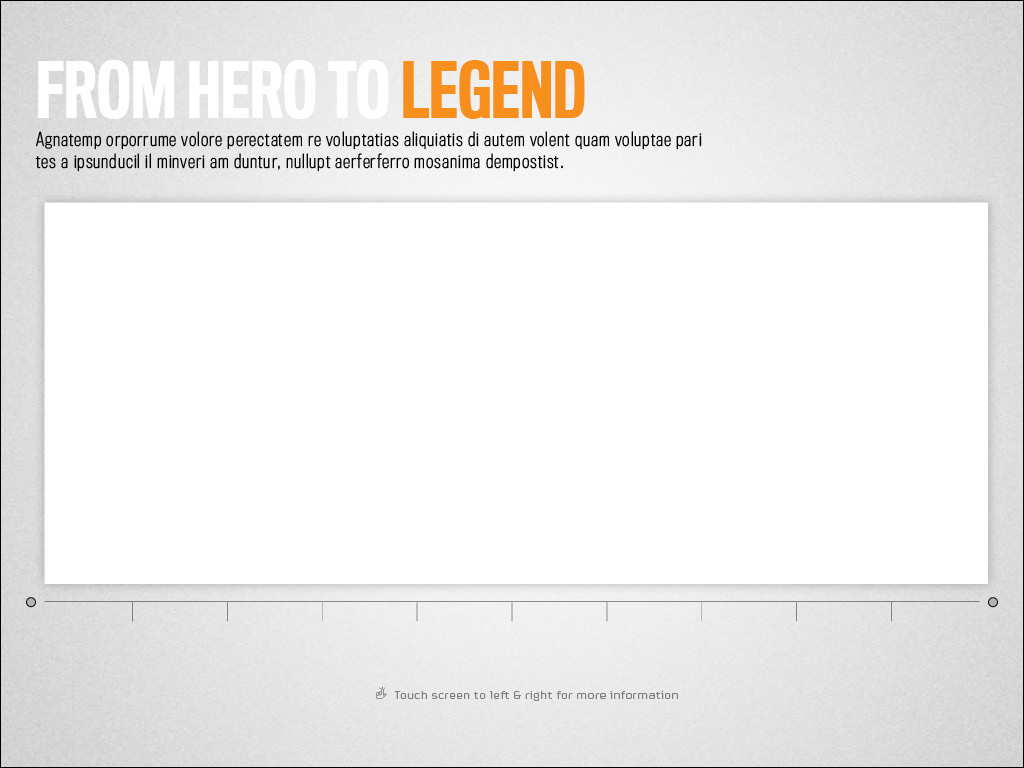 FROM HERO TO LEGEND
Agnatemp orporrume volore perectatem re voluptatias aliquiatis di autem volent quam voluptae pari
tes a ipsunducil il minveri am duntur, nullupt aerferferro mosanima dempostist.
Touch screen to left & right for more information